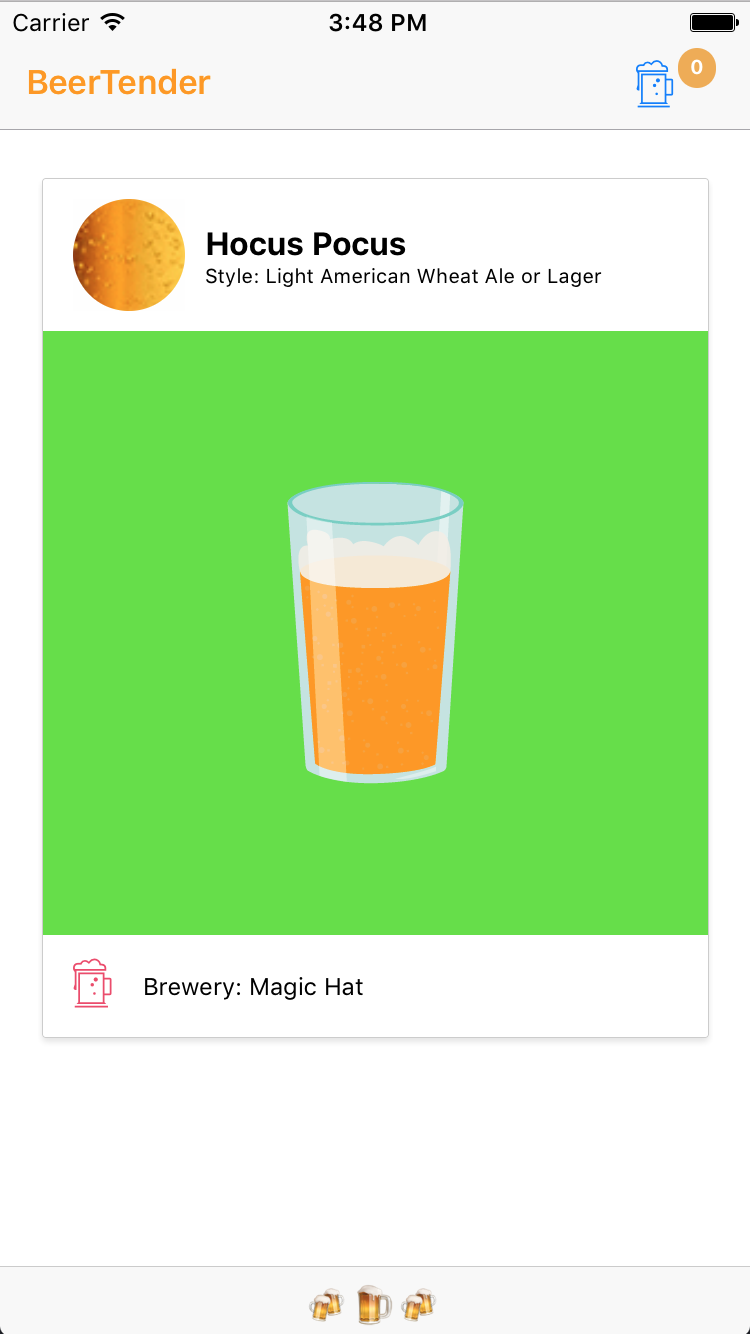 Carrier 3:48 PM
BeerTender 0
Hocus Pocus
Style: Light American Wheat Ale or Lager
Brewery: Magic Hat